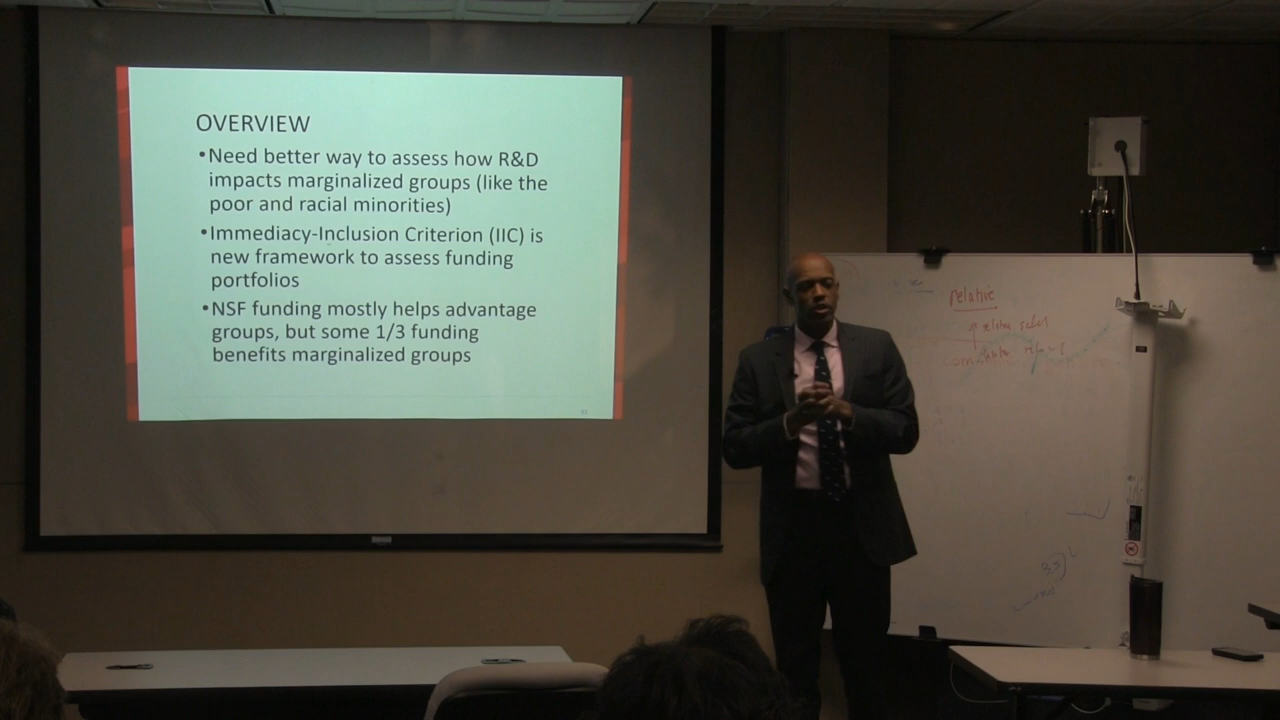 OVERVIEW
•Need better way to assess how R&D
impacts marginalized groups (like the
poor and racial minorities)
•Immediacy-Inclusion Criterion (IIC) is
new framework to assess funding
portfolios
•NSF funding mostly helps advantage
groups, but some 1/3 funding
benefits marginalized groups
relative